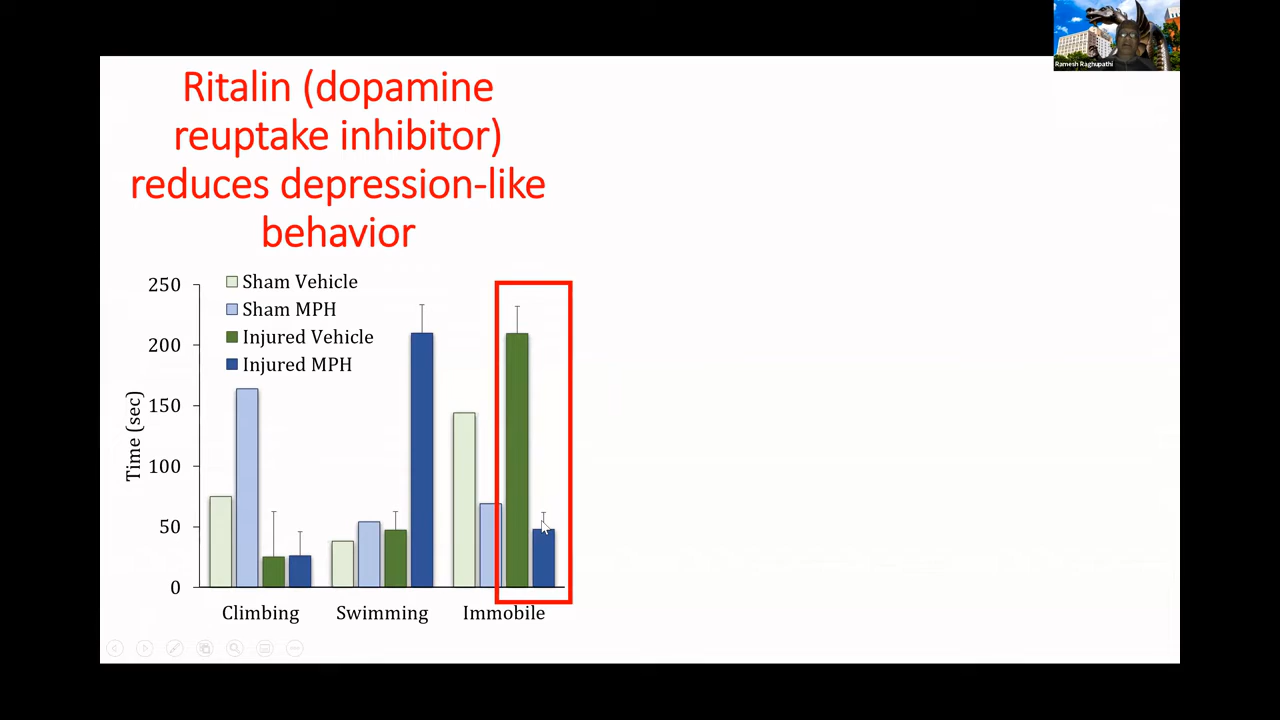 Ramesh Raghupathi
Ritalin (dopamine
reuptake inhibitor)
reduces depression-like
behavior
Sham Vehicle
Sham MPH
Injured Vehicle
Injured MPH
250
200
150
100
50
0
Time (sec)
Climbing
Swimming
Immobile